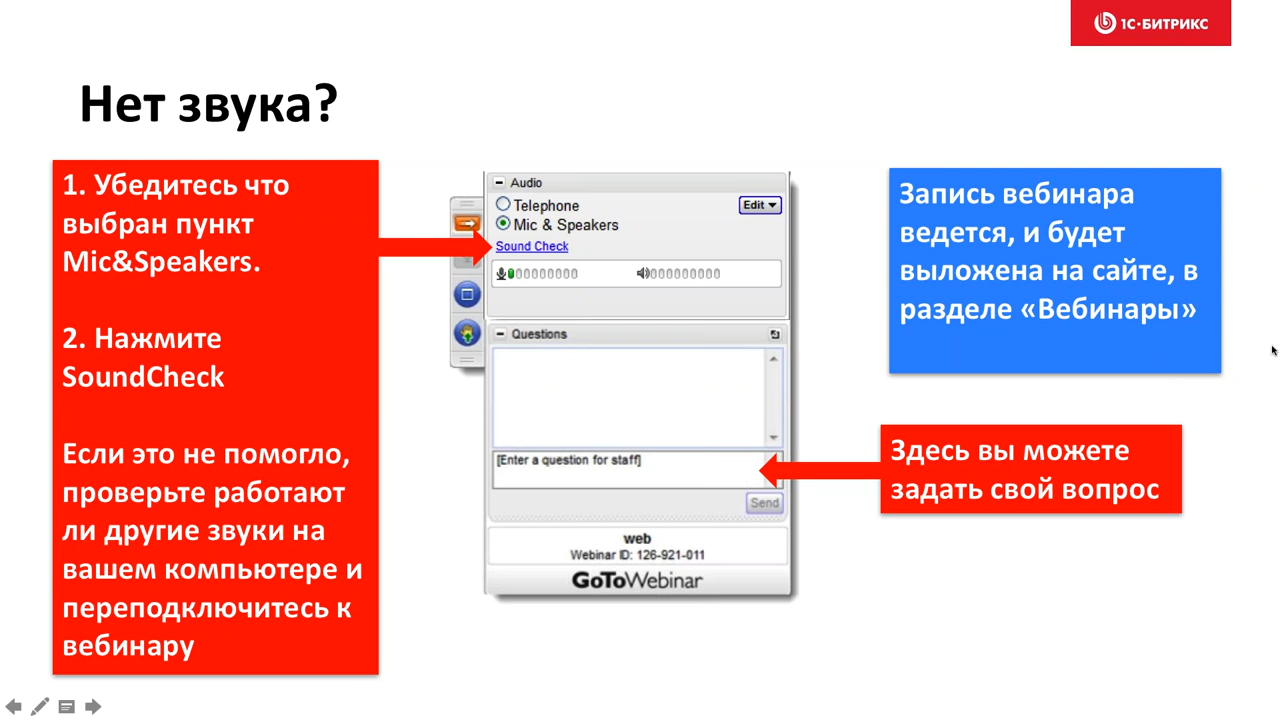 1С-БИТРИКС
Нет звука?
1. Убедитесь что
выбран пункт
Mic&Speakers.
2. Нажмите
SoundCheck
Если это не помогло,
проверьте работают
ли другие звуки на
вашем компьютере и
переподключитесь к
вебинару
Audio
Telephone
Edit
Mic & Speakers
Sound Check
Questions
[Enter a question for staff]
Send
web
Webinar ID: 126-921-011
GoToWebinar
Запись вебинара
ведется, и будет
выложена на сайте, в
разделе «Вебинары»
Здесь вы можете
задать свой вопрос